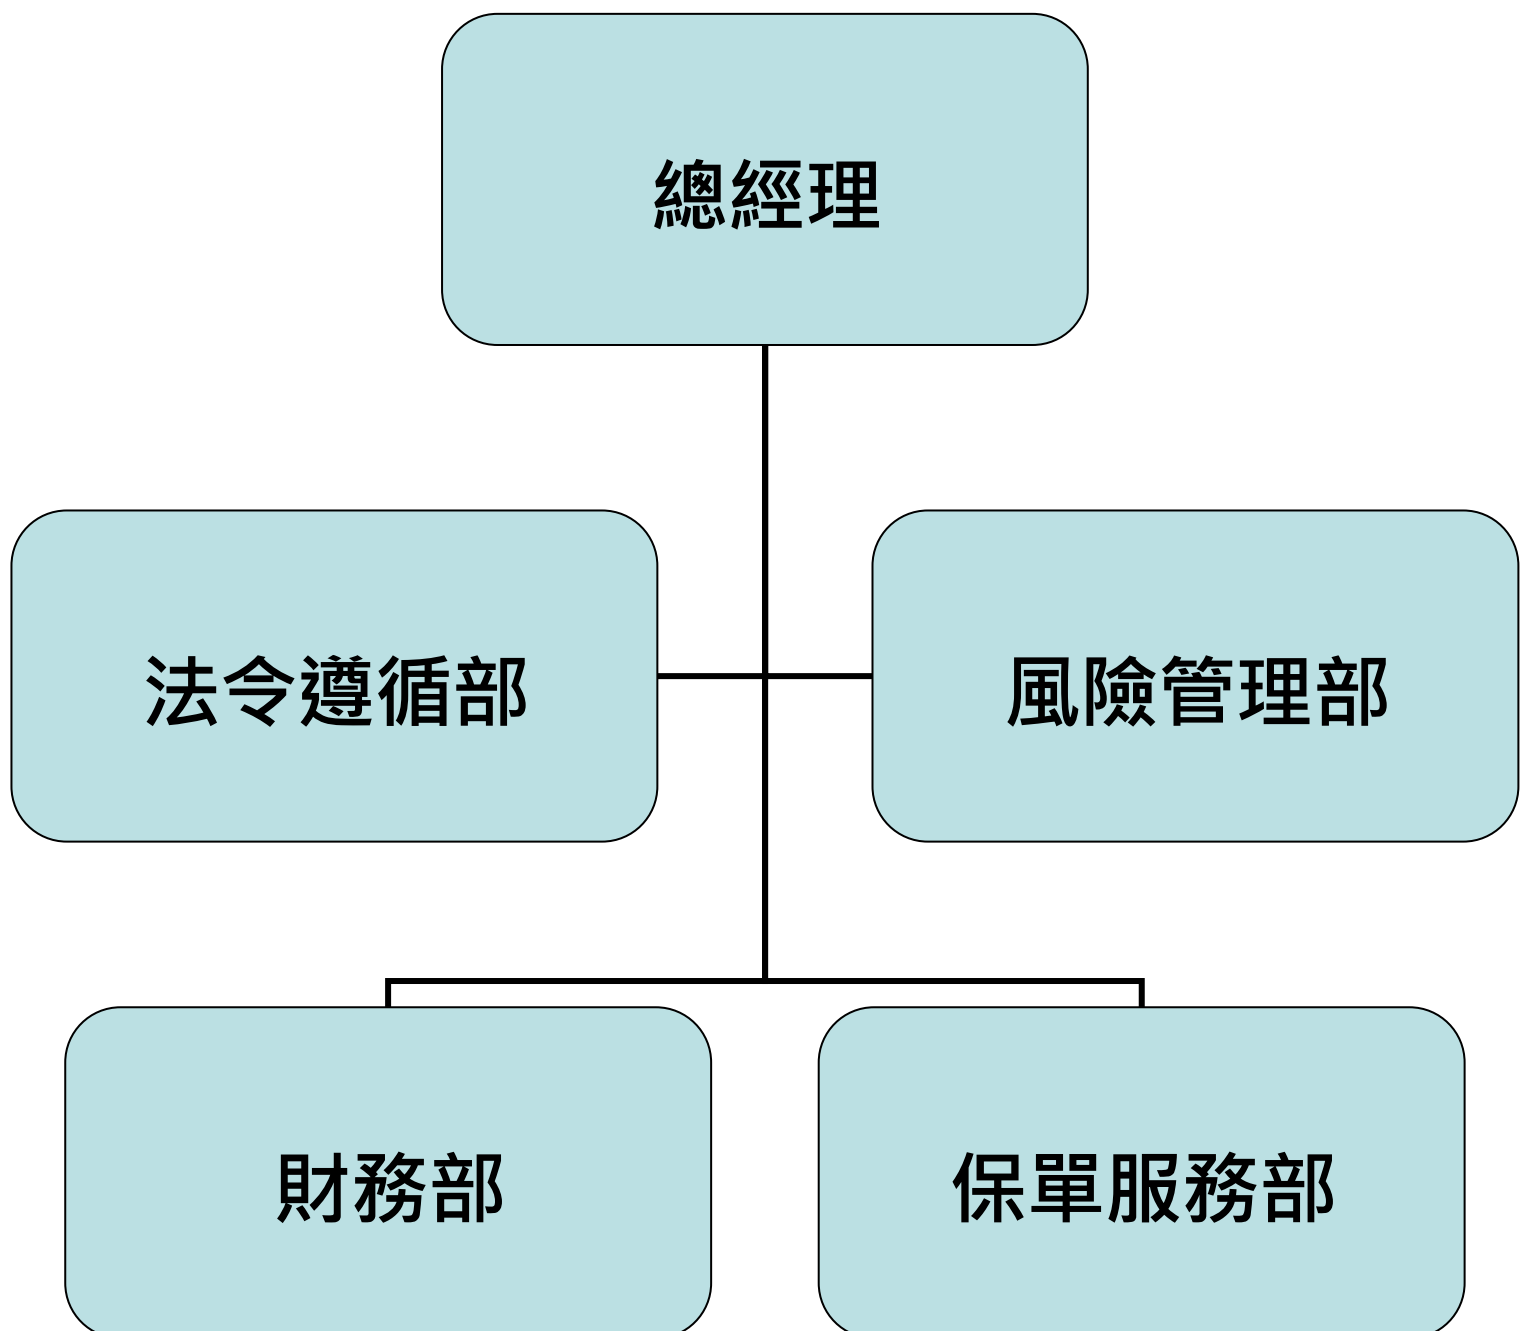 總經理
法令遵循部
風險管理部
財務部
保單服務部